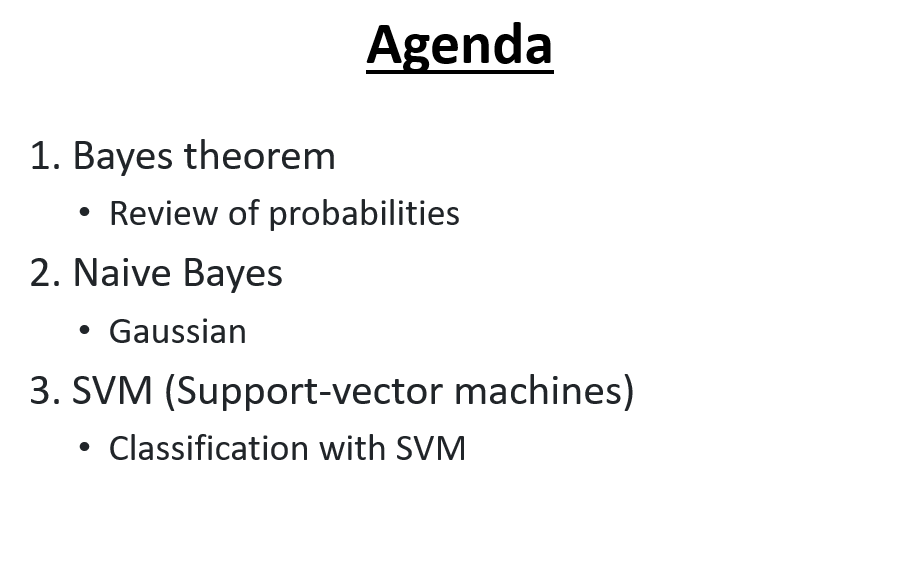 Agenda
1. Bayes theorem
• Review of probabilities
2. Naive Bayes
• Gaussian
3. SVM (Support-vector machines)
• Classification with SVM